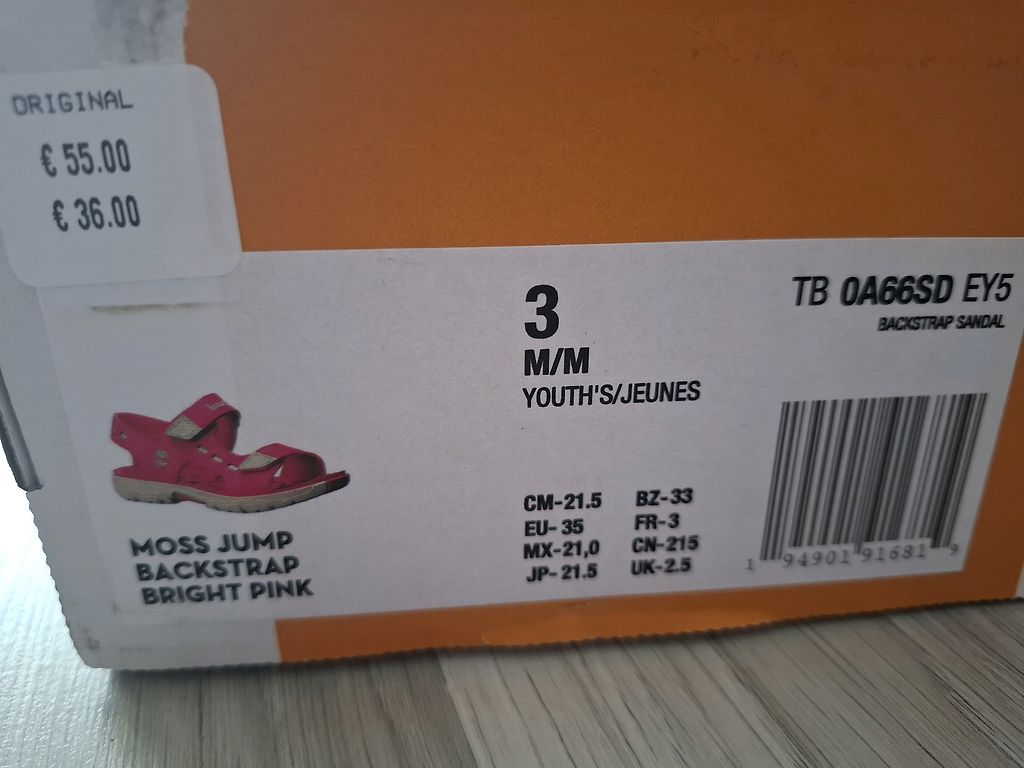 ORIGINAL
€ 55.00
€ 36.00
3
M/M
YOUTH'S/JEUNES
TB 0A66SD EY5
BACKSTRAP SANDAL
MOSS JUMP
BACKSTRAP
BRIGHT PINK
CM-21.5 BZ-33
EU- 35 FR-3
MX-21,0 CN-215
JP-21.5 UK-2.5
1 94901 91681 9